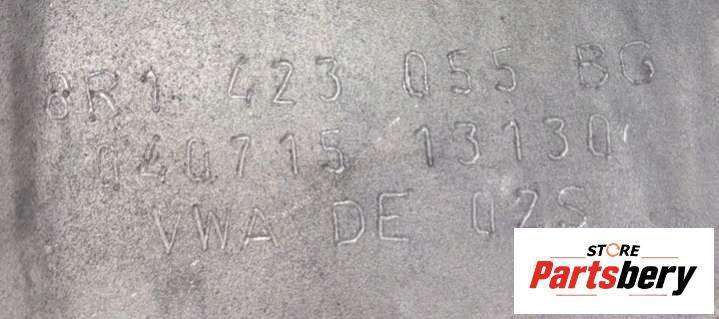 8R1 423 055 BG
040715 13130
VWA DE 02S
STORE
Partsbery